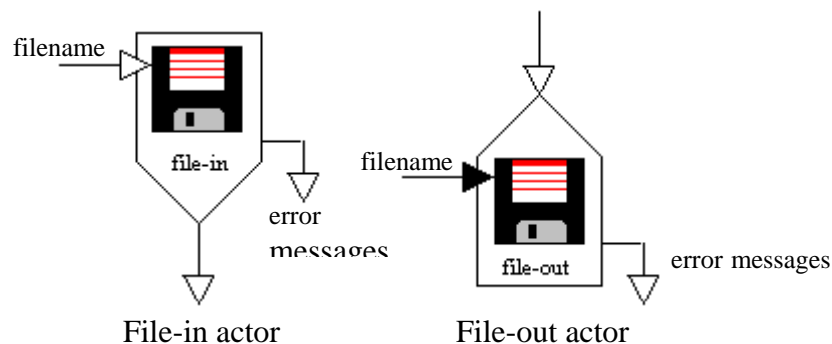 filename
file-in
error
messages
File-in actor
filename
file-out
error messages
File-out actor